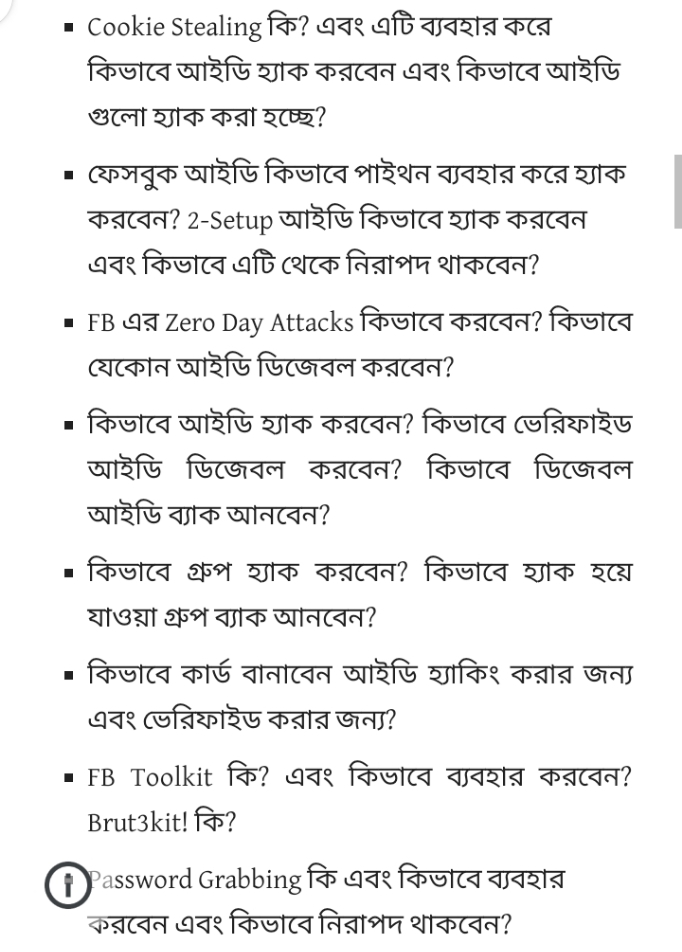 ▪ Cookie Stealing কি? এবং এটি ব্যবহার করে
কিভাবে আইডি হ্যাক করবেন এবং কিভাবে আইডি
গুলো হ্যাক করা হচ্ছে?
▪ ফেসবুক আইডি কিভাবে পাইথন ব্যবহার করে হ্যাক
করবেন? 2-Setup আইডি কিভাবে হ্যাক করবেন
এবং কিভাবে এটি থেকে নিরাপদ থাকবেন?
▪ FB এর Zero Day Attacks কিভাবে করবেন? কিভাবে
যেকোন আইডি ডিজেবল করবেন?
▪ কিভাবে আইডি হ্যাক করবেন? কিভাবে ভেরিফাইড
আইডি ডিজেবল করবেন? কিভাবে ডিজেবল
আইডি ব্যাক আনবেন?
▪ কিভাবে গ্রুপ হ্যাক করবেন? কিভাবে হ্যাক হয়ে
যাওয়া গ্রুপ ব্যাক আনবেন?
▪ কিভাবে কার্ড বানাবেন আইডি হ্যাকিং করার জন্য
এবং ভেরিফাইড করার জন্য?
▪ FB Toolkit কি? এবং কিভাবে ব্যবহার করবেন?
Brut3kit! কি?
Password Grabbing কি এবং কিভাবে ব্যবহার
করবেন এবং কিভাবে নিরাপদ থাকবেন?